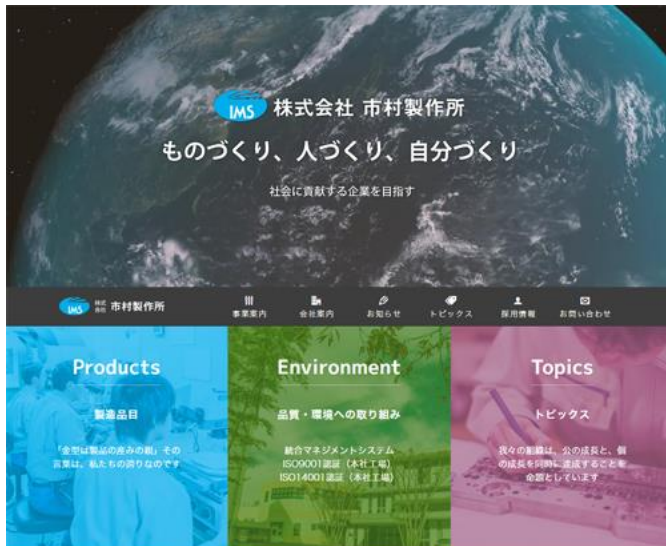 IMS 株式会社 市村製作所
ものづくり、人づくり、自分づくり
社会に貢献する企業を目指す
IMS 株式会社 市村製作所
事業案内 会社案内 お知らせ トピックス 採用情報 お問い合わせ
Products
製造品目
「金型は製品の産みの親」その
言葉は、私たちの誇りなのです
Environment
品質・環境への取り組み
統合マネジメントシステム
ISO9001認証（本社工場）
ISO14001認証（本社工場）
Topics
トピックス
我々の組織は、公の成長と、個
の成長を同時に達成することを
命題としています